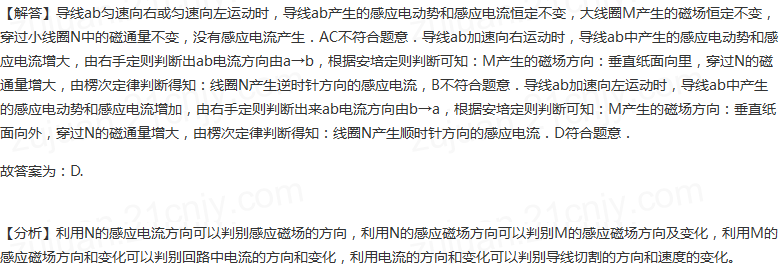 【解答】导线ab匀速向右或匀速向左运动时，导线ab产生的感应电动势和感应电流恒定不变，大线圈M产生的磁场恒定不变，
穿过小线圈N中的磁通量不变，没有感应电流产生．AC不符合题意．导线ab加速向右运动时，导线ab中产生的感应电动势和感
应电流增大，由右手定则判断出ab电流方向由a→b，根据安培定则判断可知：M产生的磁场方向：垂直纸面向里，穿过N的磁
通量增大，由楞次定律判断得知：线圈N产生逆时针方向的感应电流，B不符合题意．导线ab加速向左运动时，导线ab中产生
的感应电动势和感应电流增加，由右手定则判断出来ab电流方向由b→a，根据安培定则判断可知：M产生的磁场方向：垂直纸
面向外，穿过N的磁通量增大，由楞次定律判断得知：线圈N产生顺时针方向的感应电流．D符合题意．
故答案为：D.
【分析】利用N的感应电流方向可以判别感应磁场的方向，利用N的感应磁场方向可以判别M的感应磁场方向及变化，利用M的
感应磁场方向和变化可以判别回路中电流的方向和变化，利用电流的方向和变化可以判别导线切割的方向和速度的变化。